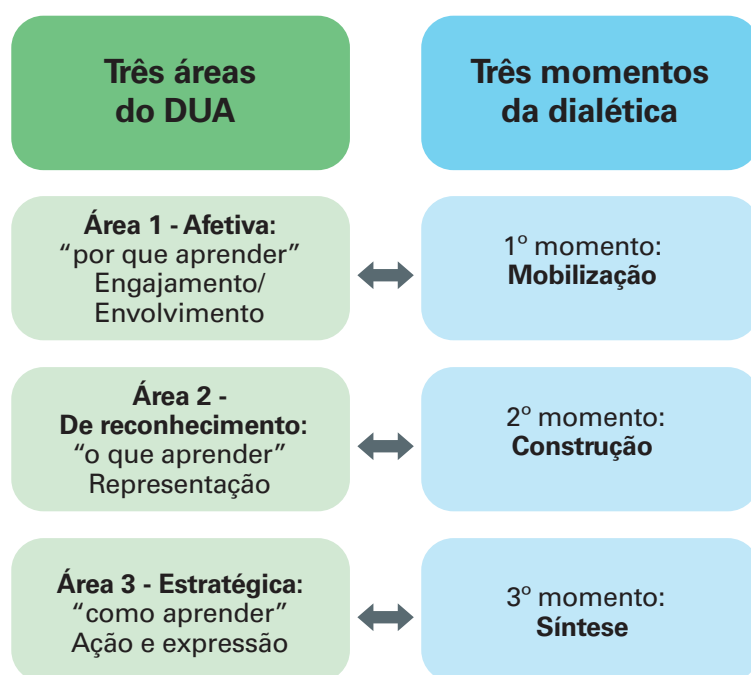 Três áreas
do DUA
Três momentos
da dialética
Área 1 - Afetiva:
“por que aprender”
Engajamento/
Envolvimento
1º momento:
Mobilização
Área 2 -
De reconhecimento:
“o que aprender”
Representação
2º momento:
Construção
Área 3 - Estratégica:
“como aprender”
Ação e expressão
3º momento:
Síntese